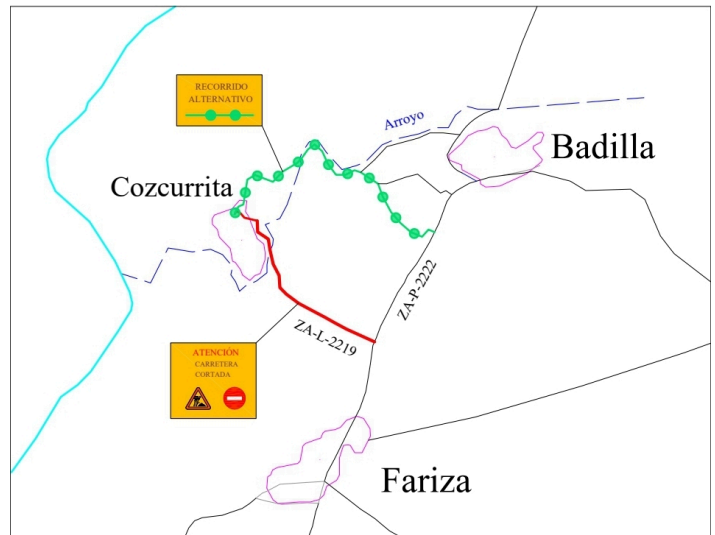 RECORRIDO
ALTERNATIVO
Arroyo
Badilla
Cozcurrita
ZA-P-2222
ZA-L-2219
ATENCIÓN
CARRETERA
CORTADA
Fariza